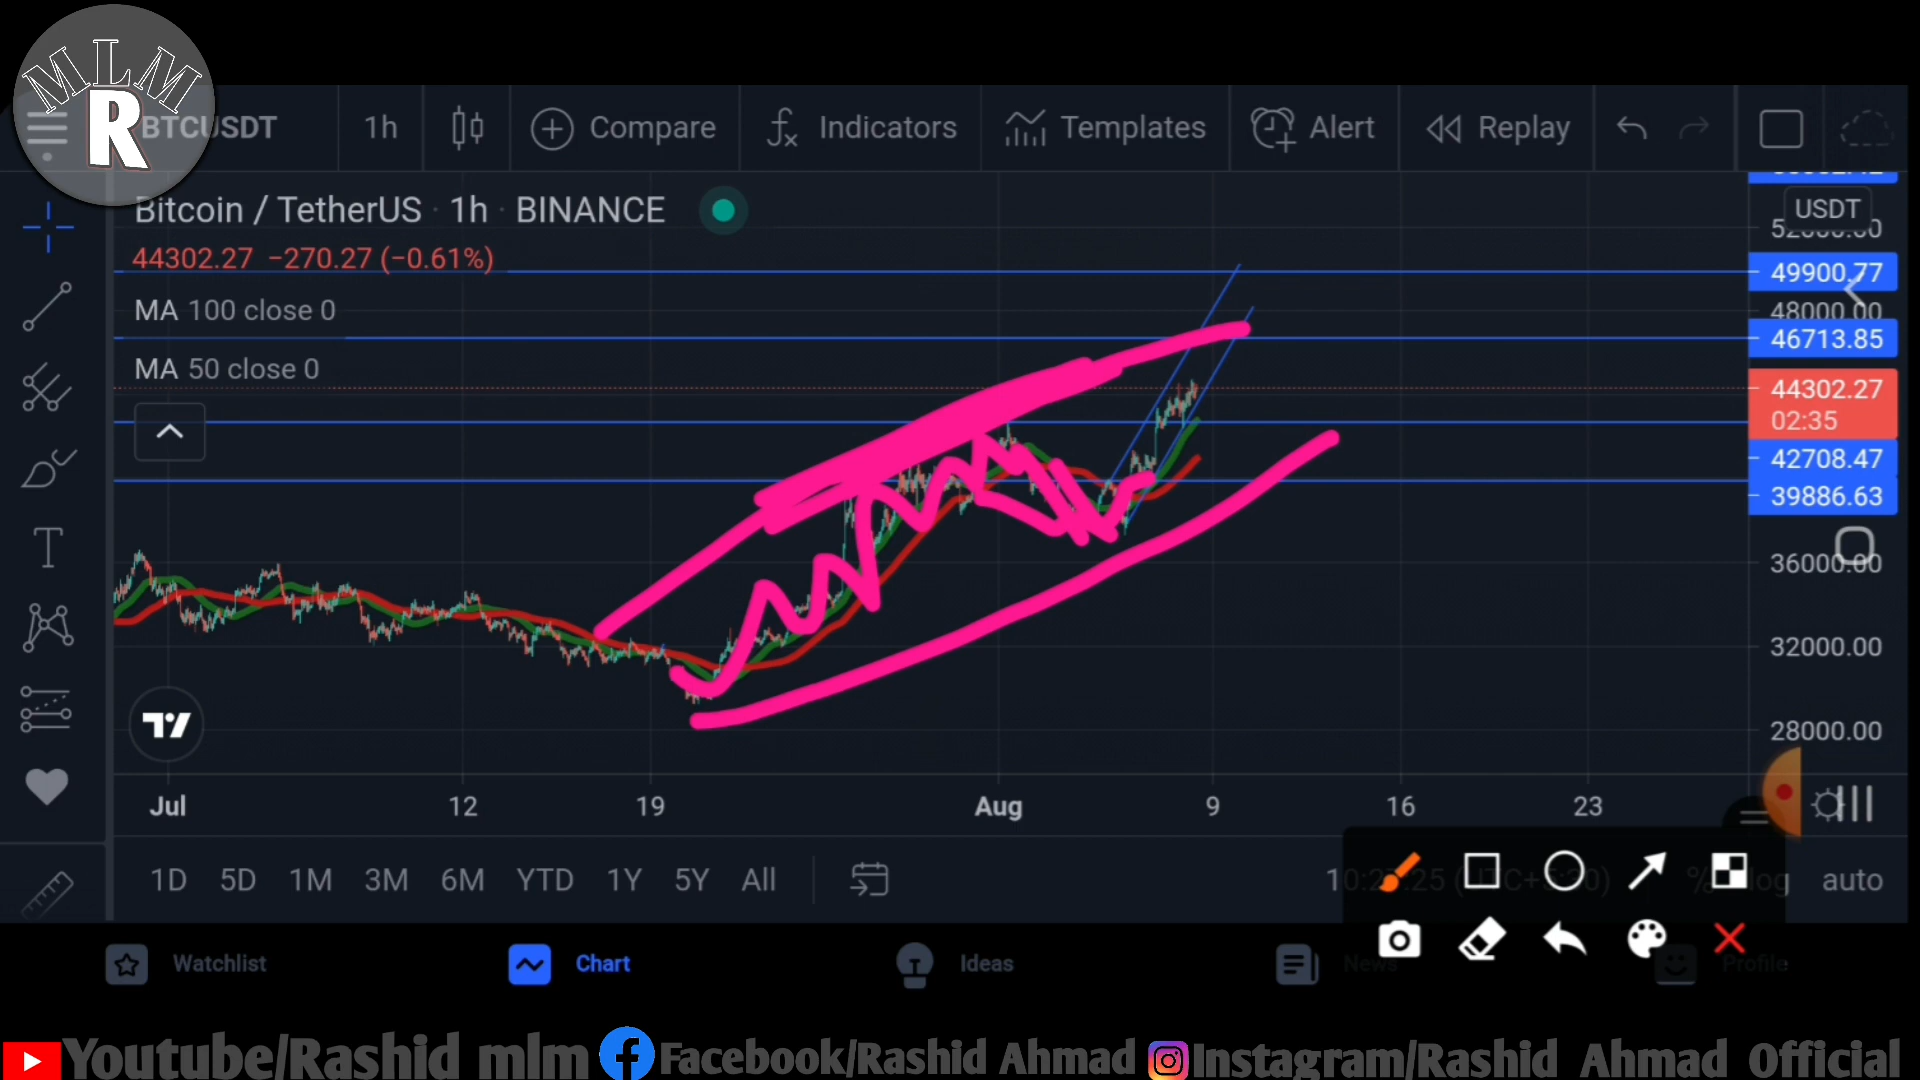 MLM
R
BTCUSDT 1h Compare Indicators Templates Alert Replay
Bitcoin / TetherUS · 1h · BINANCE
USDT
44302.27 −270.27 (−0.61%)
49900.77
MA 100 close 0
48000.00
46713.85
MA 50 close 0
44302.27
02:35
42708.47
39886.63
36000.00
32000.00
28000.00
Jul 12 19 Aug 9 16 23
1D 5D 1M 3M 6M YTD 1Y 5Y All
% log auto
Watchlist Chart Ideas News Profile
Youtube/Rashid mlm Facebook/Rashid Ahmad Instagram/Rashid Ahmad Official